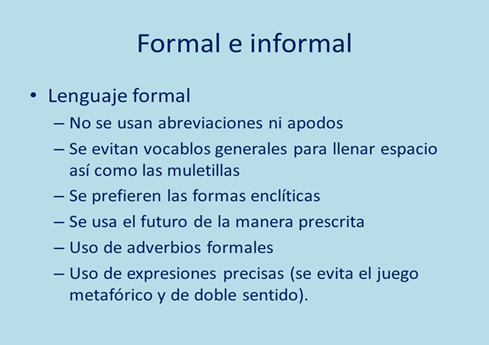 Formal e informal
• Lenguaje formal
– No se usan abreviaciones ni apodos
– Se evitan vocablos generales para llenar espacio
así como las muletillas
– Se prefieren las formas enclíticas
– Se usa el futuro de la manera prescrita
– Uso de adverbios formales
– Uso de expresiones precisas (se evita el juego
metafórico y de doble sentido).